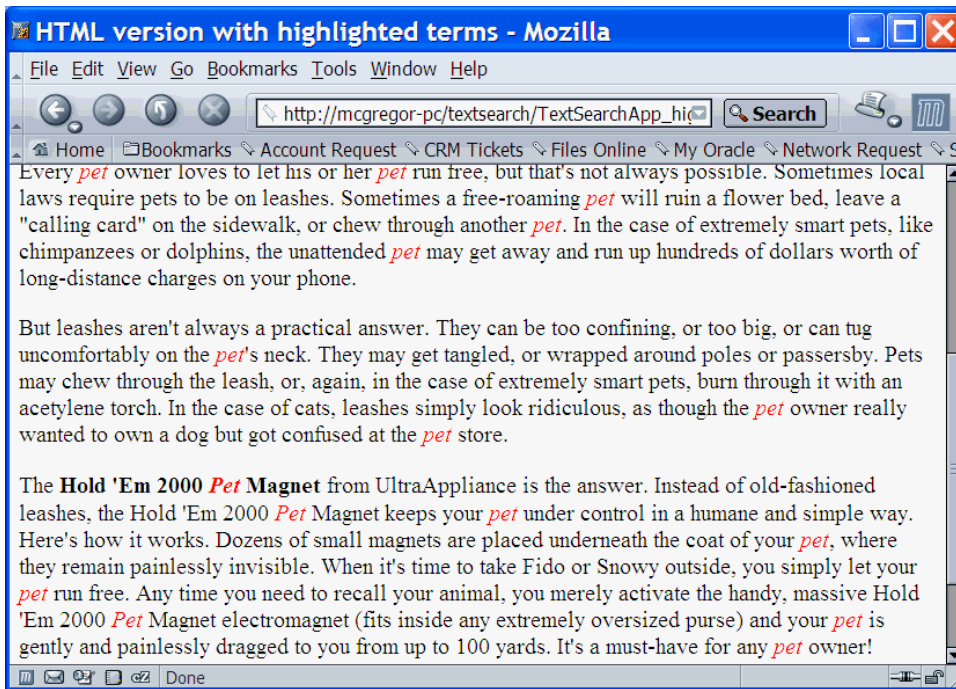 HTML version with highlighted terms - Mozilla
File Edit View Go Bookmarks Tools Window Help
http://mcgregor-pc/textsearch/TextSearchApp_hig Search
Home Bookmarks Account Request CRM Tickets Files Online My Oracle Network Request S
Every pet owner loves to let his or her pet run free, but that's not always possible. Sometimes local
laws require pets to be on leashes. Sometimes a free-roaming pet will ruin a flower bed, leave a
"calling card" on the sidewalk, or chew through another pet. In the case of extremely smart pets, like
chimpanzees or dolphins, the unattended pet may get away and run up hundreds of dollars worth of
long-distance charges on your phone.
But leashes aren't always a practical answer. They can be too confining, or too big, or can tug
uncomfortably on the pet's neck. They may get tangled, or wrapped around poles or passersby. Pets
may chew through the leash, or, again, in the case of extremely smart pets, burn through it with an
acetylene torch. In the case of cats, leashes simply look ridiculous, as though the pet owner really
wanted to own a dog but got confused at the pet store.
The Hold 'Em 2000 Pet Magnet from UltraAppliance is the answer. Instead of old-fashioned
leashes, the Hold 'Em 2000 Pet Magnet keeps your pet under control in a humane and simple way.
Here's how it works. Dozens of small magnets are placed underneath the coat of your pet, where
they remain painlessly invisible. When it's time to take Fido or Snowy outside, you simply let your
pet run free. Any time you need to recall your animal, you merely activate the handy, massive Hold
'Em 2000 Pet Magnet electromagnet (fits inside any extremely oversized purse) and your pet is
gently and painlessly dragged to you from up to 100 yards. It's a must-have for any pet owner!
Done